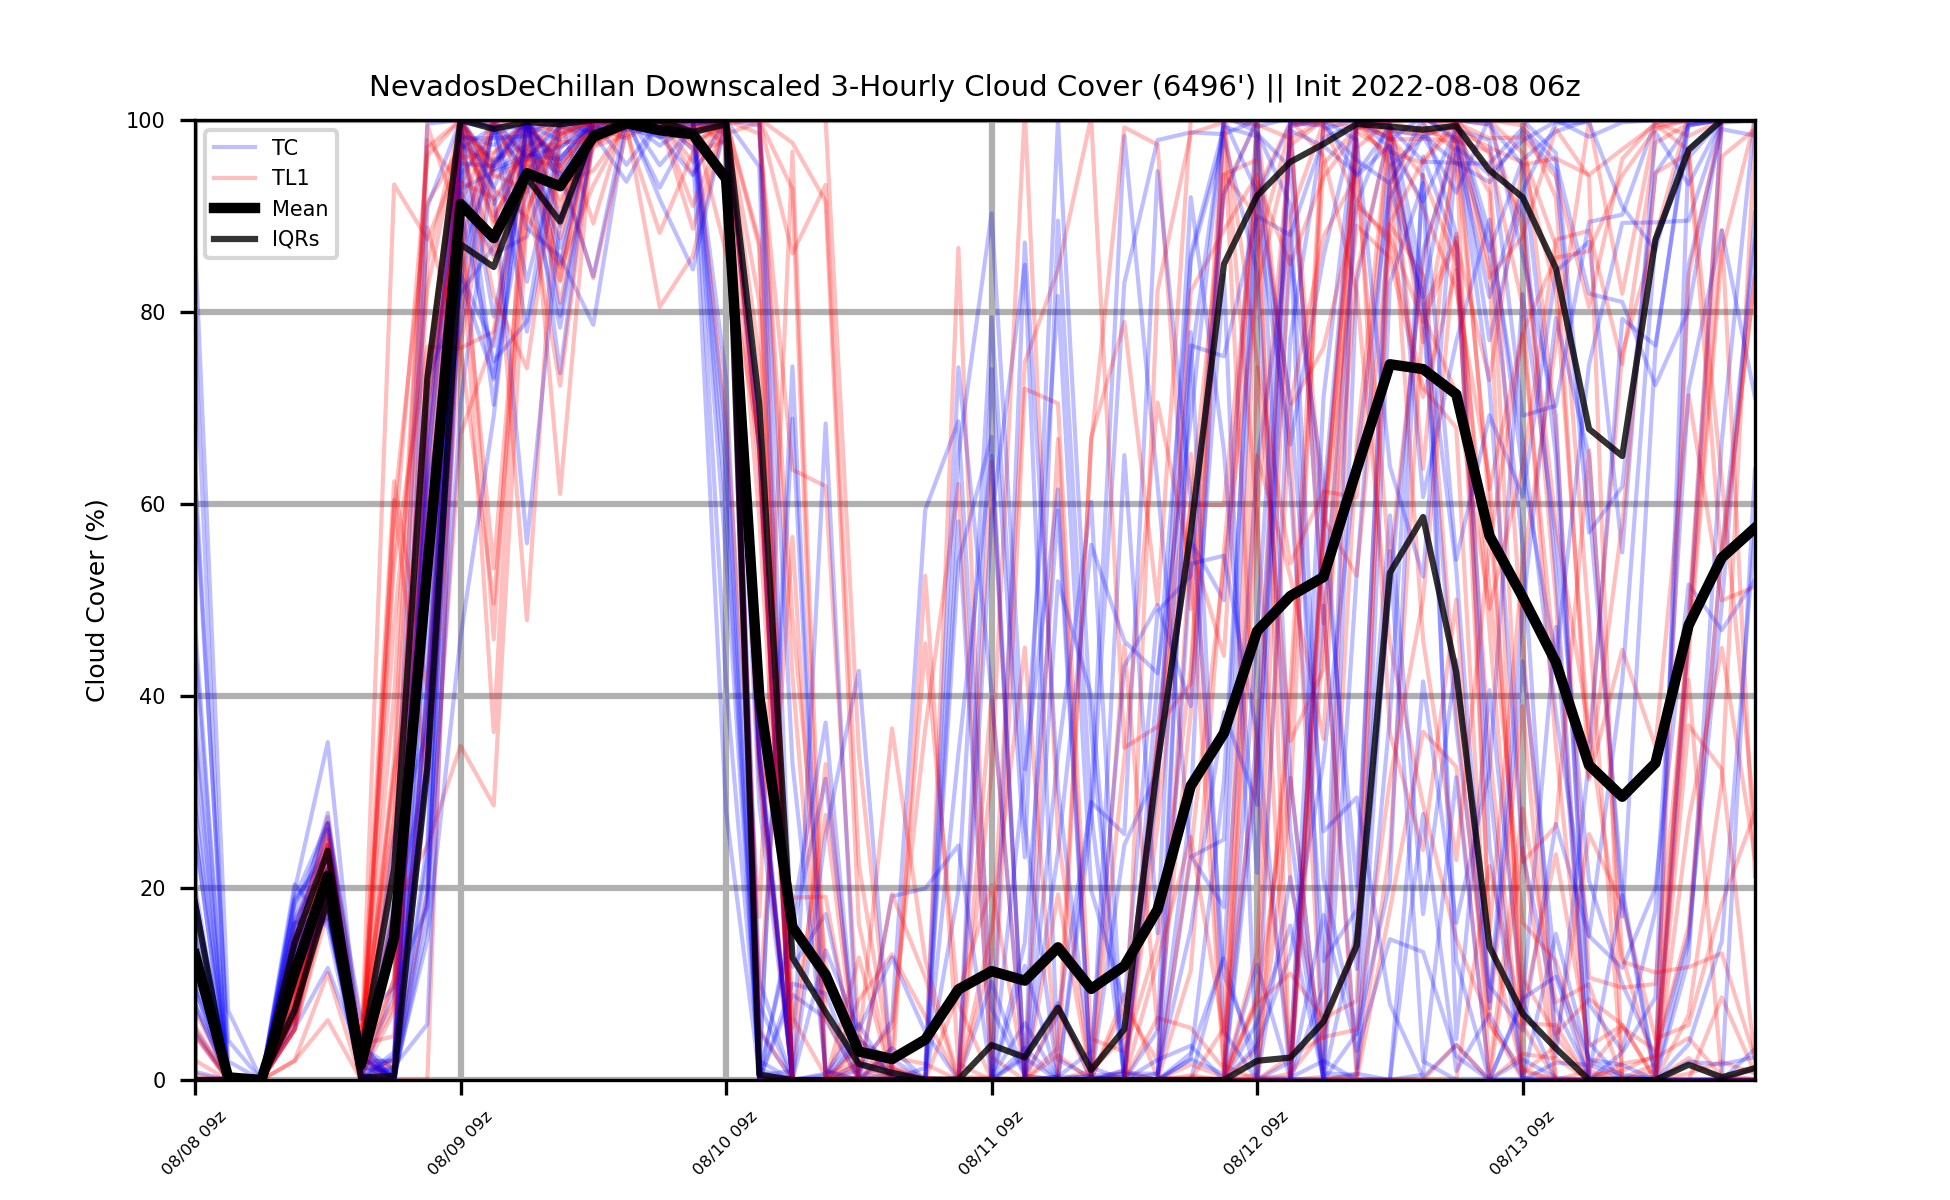 NevadosDeChillan Downscaled 3-Hourly Cloud Cover (6496') || Init 2022-08-08 06z
100
80
60
40
20
0
Cloud Cover (%)
TC
TL1
Mean
IQRs
08/08 09z
08/09 09z
08/10 09z
08/11 09z
08/12 09z
08/13 09z